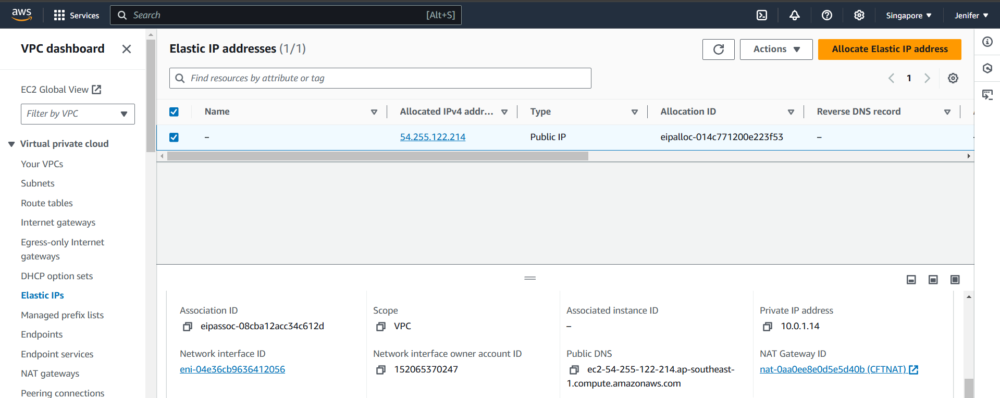 aws
Services
Search
[Alt+S]
Singapore
Jenifer
VPC dashboard
EC2 Global View
Filter by VPC
Virtual private cloud
Your VPCs
Subnets
Route tables
Internet gateways
Egress-only Internet
gateways
DHCP option sets
Elastic IPs
Managed prefix lists
Endpoints
Endpoint services
NAT gateways
Peering connections
Elastic IP addresses (1/1)
Actions
Allocate Elastic IP address
Find resources by attribute or tag
1
Name
Allocated IPv4 addr...
Type
Allocation ID
Reverse DNS record
–
54.255.122.214
Public IP
eipalloc-014c771200e223f53
–
Association ID
eipassoc-08cba12acc34c612d
Scope
VPC
Associated instance ID
–
Private IP address
10.0.1.14
Network interface ID
eni-04e36cb9636412056
Network interface owner account ID
152065370247
Public DNS
ec2-54-255-122-214.ap-southeast-
1.compute.amazonaws.com
NAT Gateway ID
nat-0aa0ee8e0d5e5d40b (CFTNAT)